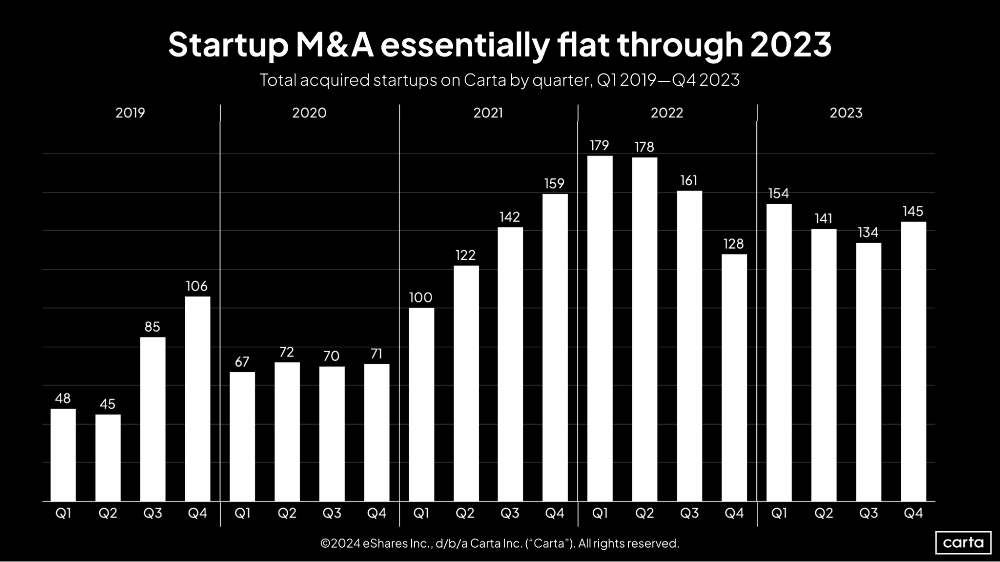 Startup M&A essentially flat through 2023
Total acquired startups on Carta by quarter, Q1 2019—Q4 2023
2019 2020 2021 2022 2023
48 45 85 106 67 72 70 71 100 122 142 159 179 178 161 128 154 141 134 145
Q1 Q2 Q3 Q4 Q1 Q2 Q3 Q4 Q1 Q2 Q3 Q4 Q1 Q2 Q3 Q4 Q1 Q2 Q3 Q4
©2024 eShares Inc., d/b/a Carta Inc. (“Carta”). All rights reserved.
carta